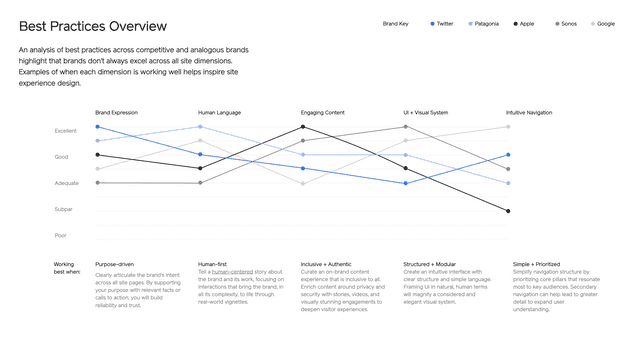 Best Practices Overview
Brand Key
Twitter
Patagonia
Apple
Sonos
Google
An analysis of best practices across competitive and analogous brands
highlight that brands don't always excel across all site dimensions.
Examples of when each dimension is working well helps inspire site
experience design.
Brand Expression
Human Language
Engaging Content
UI + Visual System
Intuitive Navigation
Excellent
Good
Adequate
Subpar
Poor
Working
best when:
Purpose-driven
Clearly articulate the brand's intent
across all site pages. By supporting
your purpose with relevant facts or
calls to action, you will build
reliability and trust.
Human-first
Tell a human-centered story about
the brand and its work, focusing on
interactions that bring the brand, in
all its complexity, to life through
real-world vignettes.
Inclusive + Authentic
Curate an on-brand content
experience that is inclusive to all.
Enrich content around privacy and
security with stories, videos, and
visually stunning engagements to
deepen visitor experiences.
Structured + Modular
Create an intuitive interface with
clear structure and simple language.
Framing UI in natural, human terms
will magnify a considered and
elegant visual system.
Simple + Prioritized
Simplify navigation structure by
prioritizing core pillars that resonate
most to key audiences. Secondary
navigation can help lead to greater
detail to expand user
understanding.